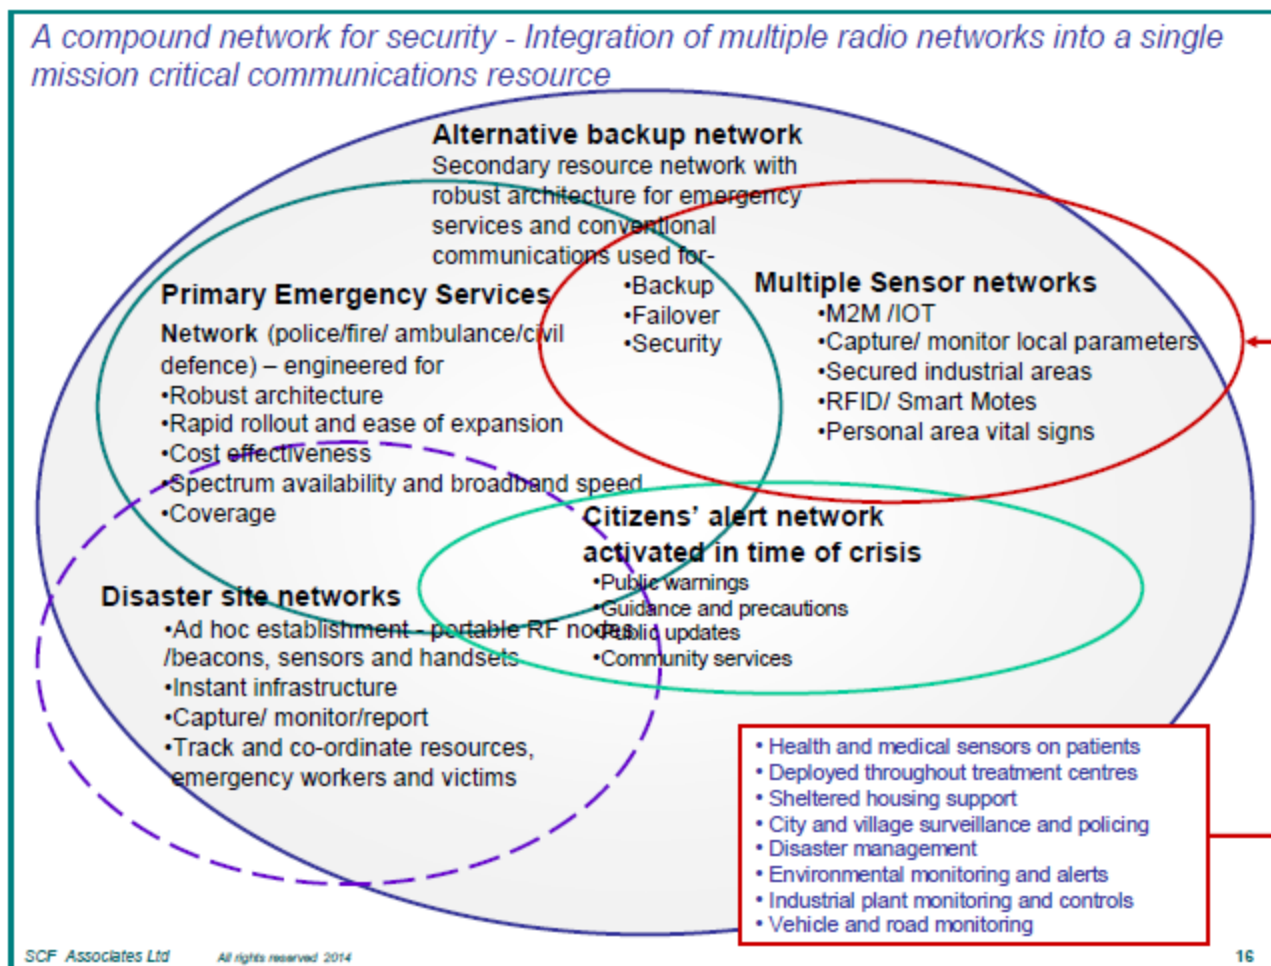 A compound network for security - Integration of multiple radio networks into a single
mission critical communications resource
Alternative backup network
Secondary resource network with
robust architecture for emergency
services and conventional
communications used for-
•Backup
•Failover
•Security
Primary Emergency Services
Network (police/fire/ ambulance/civil
defence) – engineered for
•Robust architecture
•Rapid rollout and ease of expansion
•Cost effectiveness
•Spectrum availability and broadband speed
•Coverage
Multiple Sensor networks
•M2M /IOT
•Capture/ monitor local parameters
•Secured industrial areas
•RFID/ Smart Motes
•Personal area vital signs
Citizens’ alert network
activated in time of crisis
•Public warnings
•Guidance and precautions
•Public updates
•Community services
Disaster site networks
•Ad hoc establishment - portable RF nodes
/beacons, sensors and handsets
•Instant infrastructure
•Capture/ monitor/report
•Track and co-ordinate resources,
emergency workers and victims
• Health and medical sensors on patients
• Deployed throughout treatment centres
• Sheltered housing support
• City and village surveillance and policing
• Disaster management
• Environmental monitoring and alerts
• Industrial plant monitoring and controls
• Vehicle and road monitoring
SCF Associates Ltd All rights reserved 2014 16